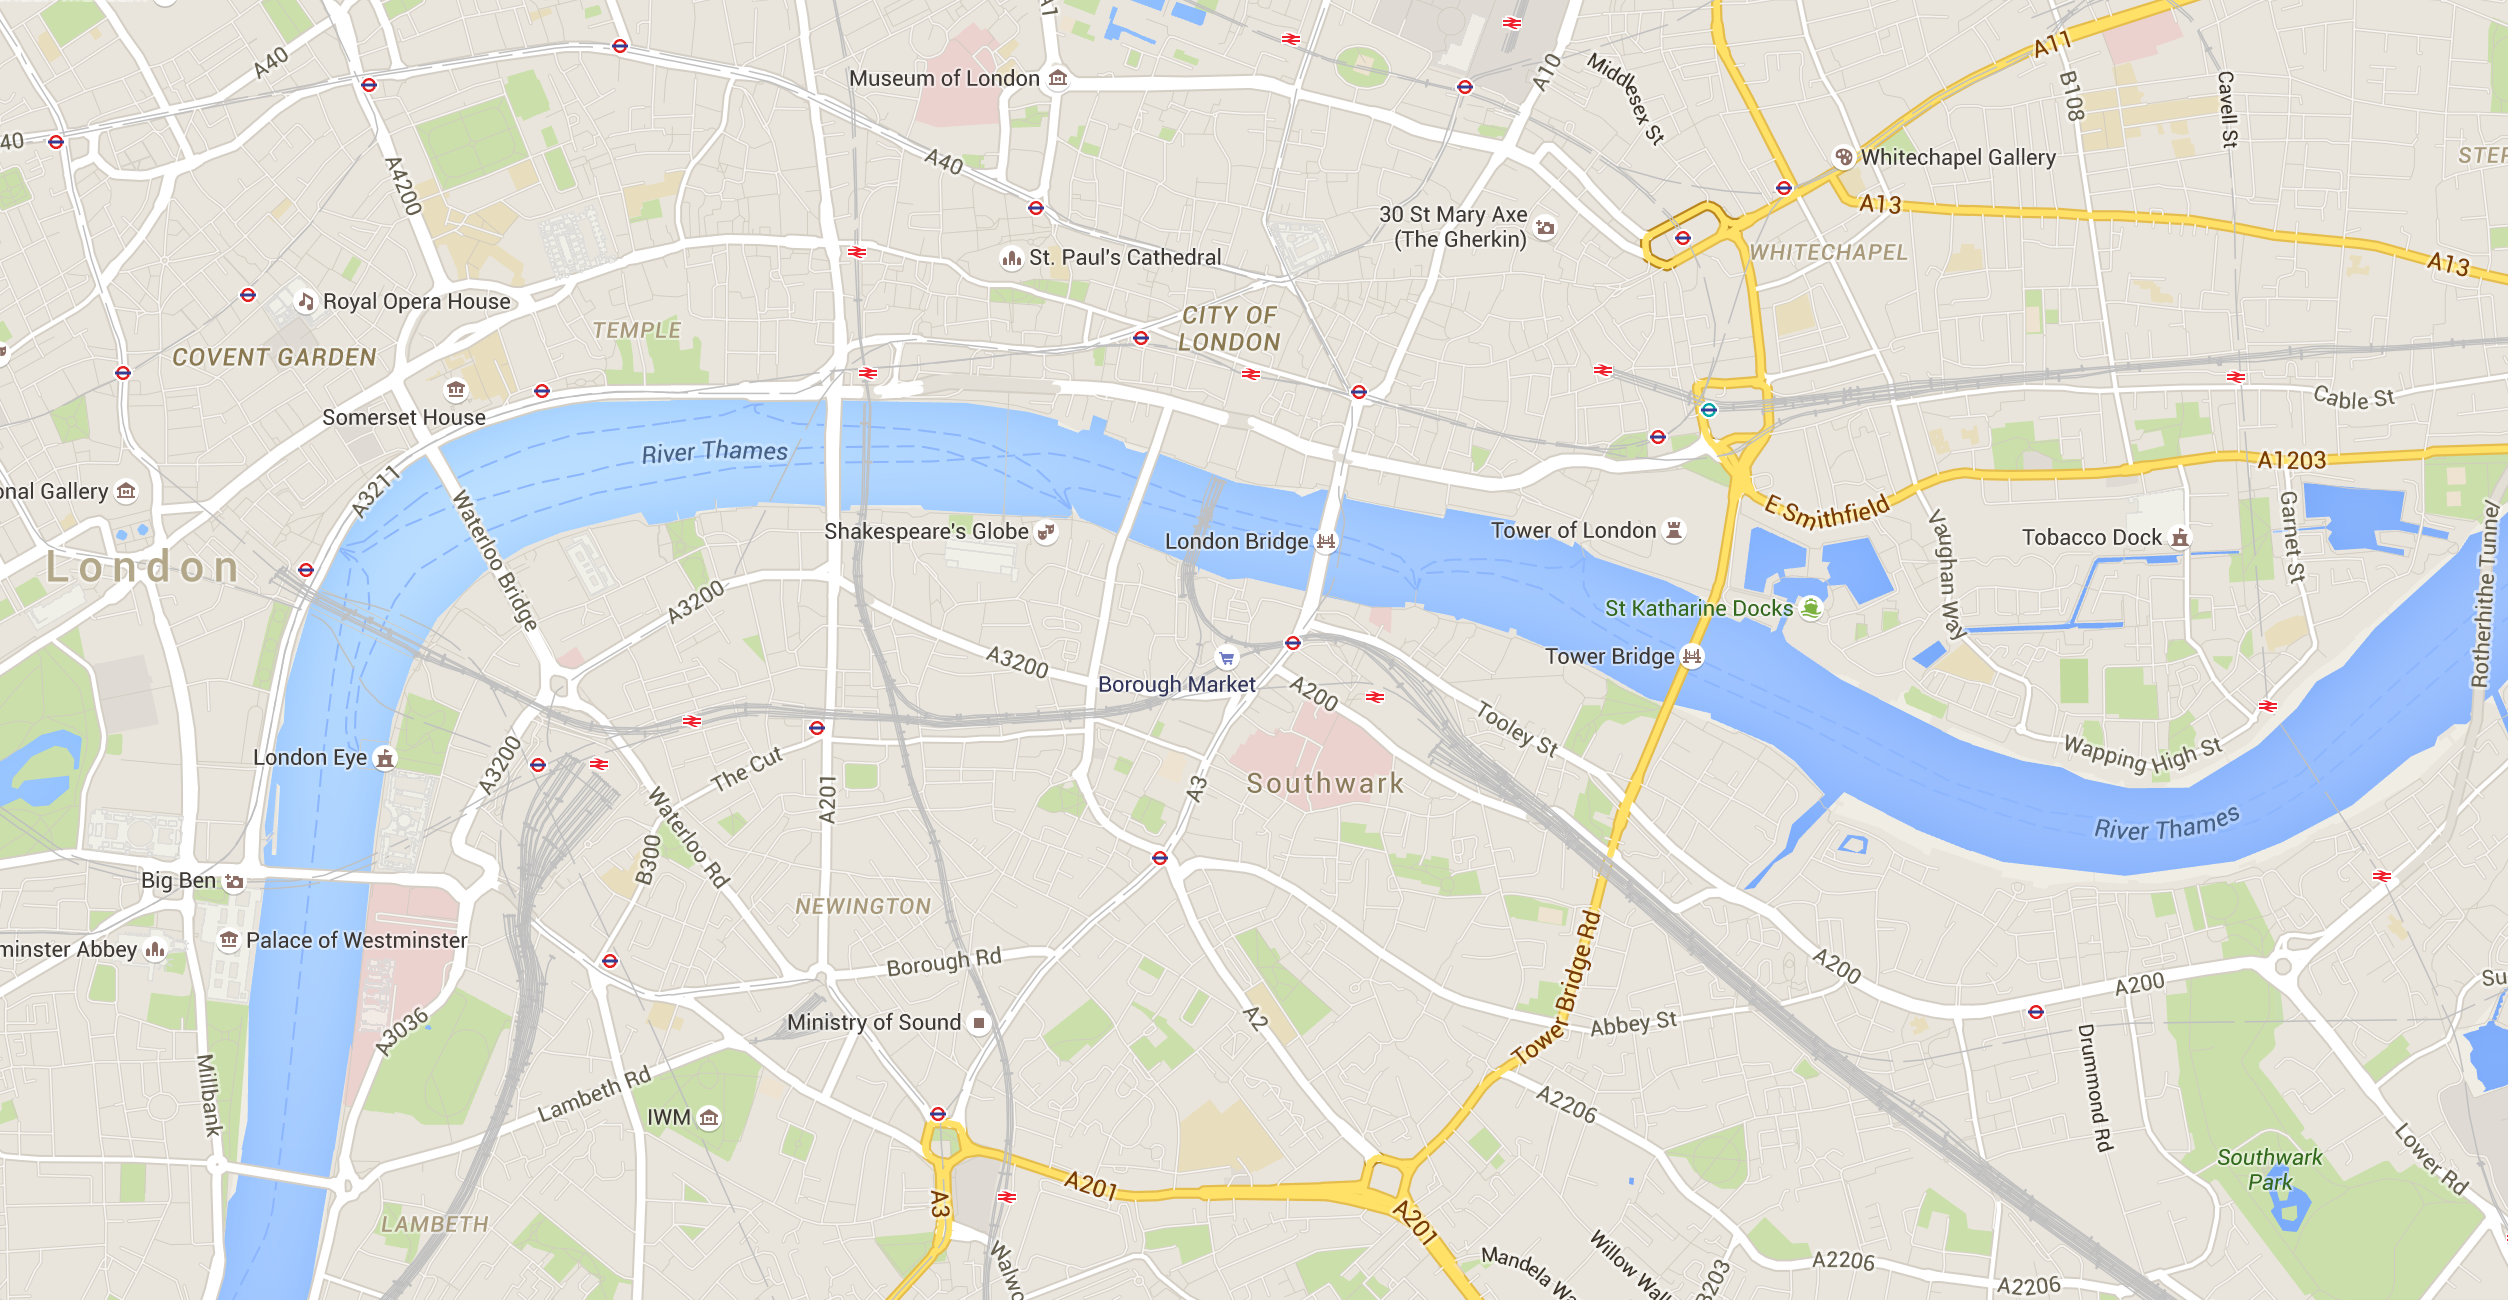 A40
A1
A10
Middlesex St
A11
B108
Cavell St
Museum of London
40
A4200
A40
Whitechapel Gallery
30 St Mary Axe
(The Gherkin)
A13
WHITECHAPEL
A13
St. Paul's Cathedral
Royal Opera House
TEMPLE
CITY OF
LONDON
COVENT GARDEN
Somerset House
Cable St
River Thames
A1203
A3211
onal Gallery
Waterloo Bridge
Shakespeare's Globe
London Bridge
Tower of London
E Smithfield
Vaughan Way
Tobacco Dock
Garnet St
Rotherhithe Tunnel
London
A3200
St Katharine Docks
A3200
Borough Market
A200
Tower Bridge
Tooley St
Wapping High St
London Eye
A3200
The Cut
A201
A3
Southwark
River Thames
Waterloo Rd
B300
Big Ben
NEWINGTON
Palace of Westminster
minster Abbey
Borough Rd
Tower Bridge Rd
A200
A200
Su
A3036
Ministry of Sound
A2
Abbey St
Drummond Rd
Millbank
Lambeth Rd
IWM
A2206
Lower Rd
Southwark
Park
A201
A3
A201
LAMBETH
Walwo
Mandela Wa
Willow Wal
3203
A2206
A2206